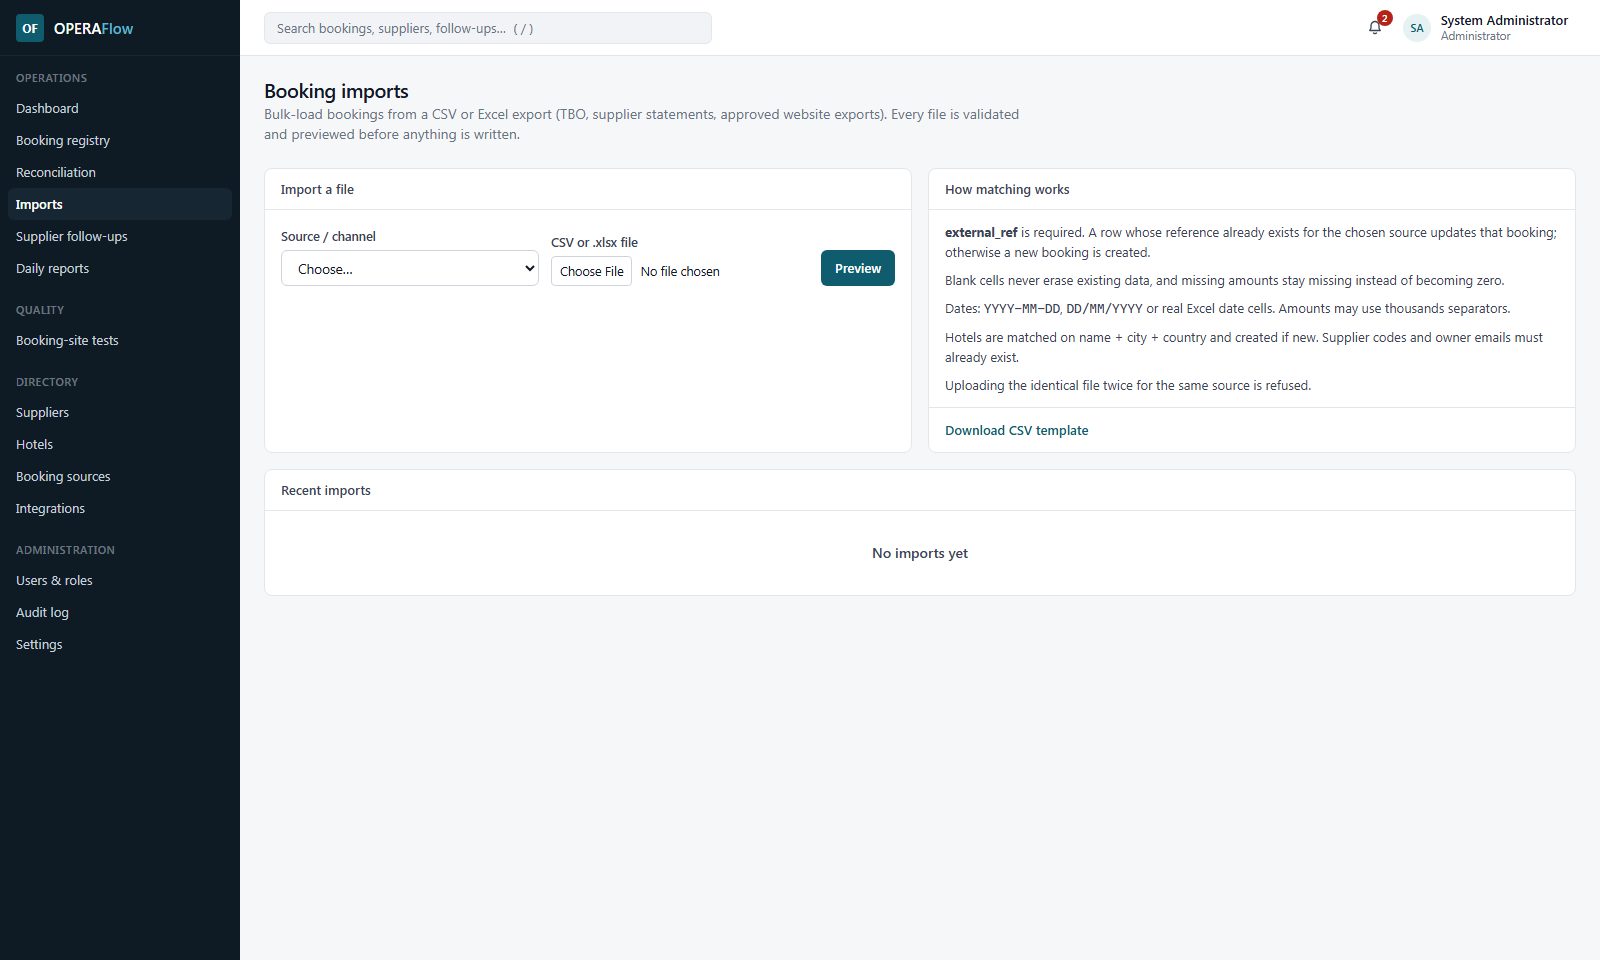 OF OPERAFlow
OPERATIONS
Dashboard
Booking registry
Reconciliation
Imports
Supplier follow-ups
Daily reports
QUALITY
Booking-site tests
DIRECTORY
Suppliers
Hotels
Booking sources
Integrations
ADMINISTRATION
Users & roles
Audit log
Settings
Search bookings, suppliers, follow-ups... ( / )
2
SA
System Administrator
Administrator
Booking imports
Bulk-load bookings from a CSV or Excel export (TBO, supplier statements, approved website exports). Every file is validated
and previewed before anything is written.
Import a file
Source / channel
Choose...
CSV or .xlsx file
Choose File No file chosen
Preview
How matching works
external_ref is required. A row whose reference already exists for the chosen source updates that booking;
otherwise a new booking is created.
Blank cells never erase existing data, and missing amounts stay missing instead of becoming zero.
Dates: YYYY-MM-DD, DD/MM/YYYY or real Excel date cells. Amounts may use thousands separators.
Hotels are matched on name + city + country and created if new. Supplier codes and owner emails must
already exist.
Uploading the identical file twice for the same source is refused.
Download CSV template
Recent imports
No imports yet